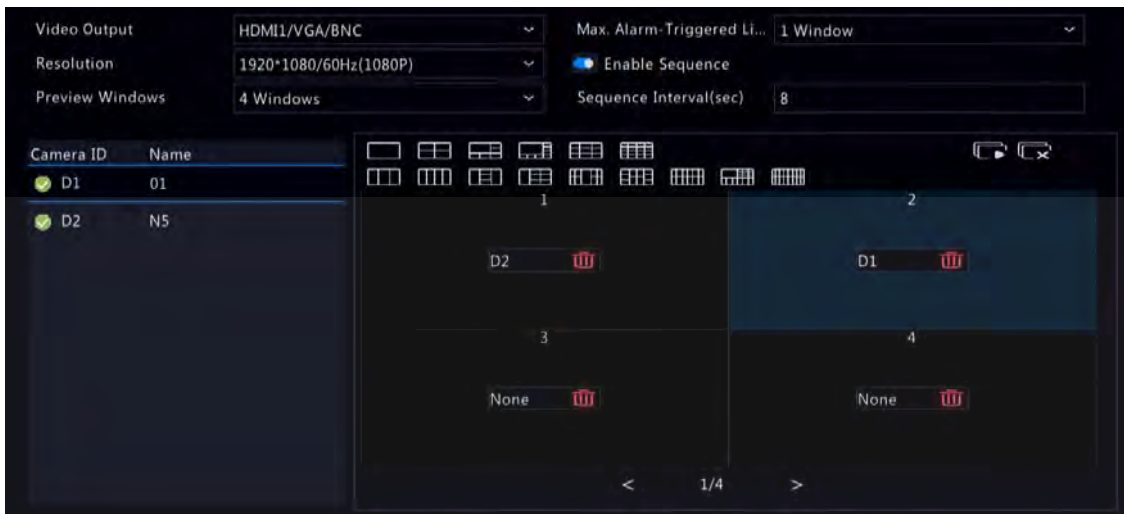 Video Output HDMI1/VGA/BNC Max. Alarm-Triggered Li... 1 Window
Resolution 1920*1080/60Hz(1080P) Enable Sequence
Preview Windows 4 Windows Sequence Interval(sec) 8
Camera ID Name
D1 01
D2 N5
1 2
D2 D1
3 4
None None
< 1/4 >